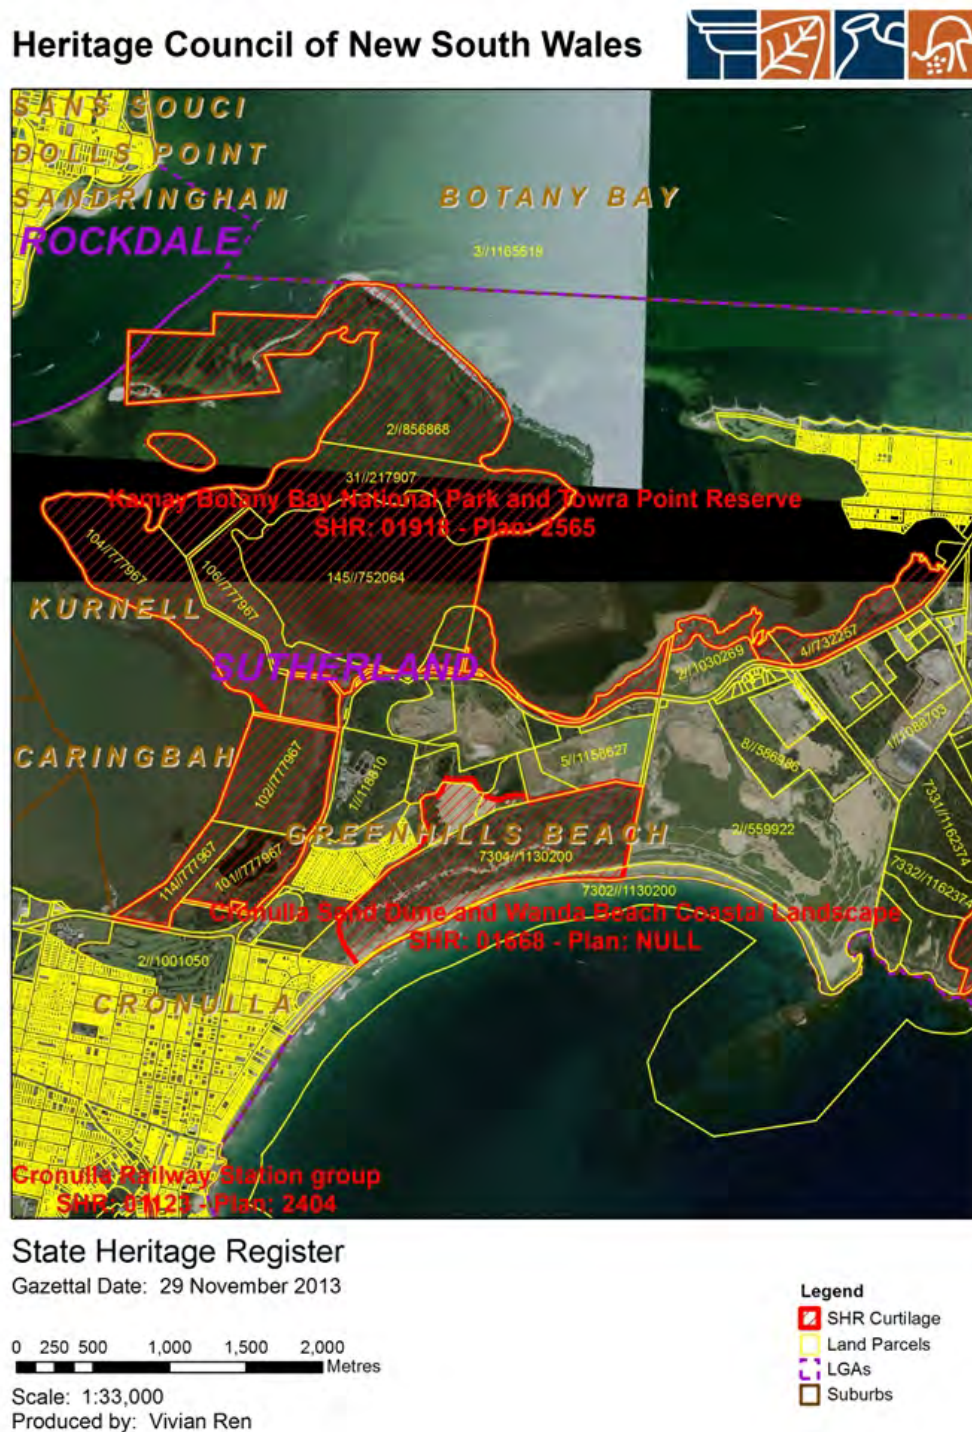 Heritage Council of New South Wales
SANS SOUCI
DOLLS POINT
SANDRINGHAM
BOTANY BAY
ROCKDALE
3//1165618
2//856868
31//217907
Kamay Botany Bay National Park and Towra Point Reserve
SHR: 01918 - Plan: 2565
104//777967
106//777967
145//752064
KURNELL
4//732257
2//1030269
SUTHERLAND
1//1088703
CARINGBAH
5//1158627
8//586986
102//777967
1//118810
7331//1162374
GREENHILLS BEACH
2//559922
7304//1130200
101//777967
114//777967
7332//1162374
7302//1130200
Cronulla Sand Dune and Wanda Beach Coastal Landscape
SHR: 01668 - Plan: NULL
2//1001050
CRONULLA
Cronulla Railway Station group
SHR: 01123 - Plan: 2404
State Heritage Register
Gazettal Date: 29 November 2013
0 250 500 1,000 1,500 2,000
Metres
Scale: 1:33,000
Produced by: Vivian Ren
Legend
SHR Curtilage
Land Parcels
LGAs
Suburbs